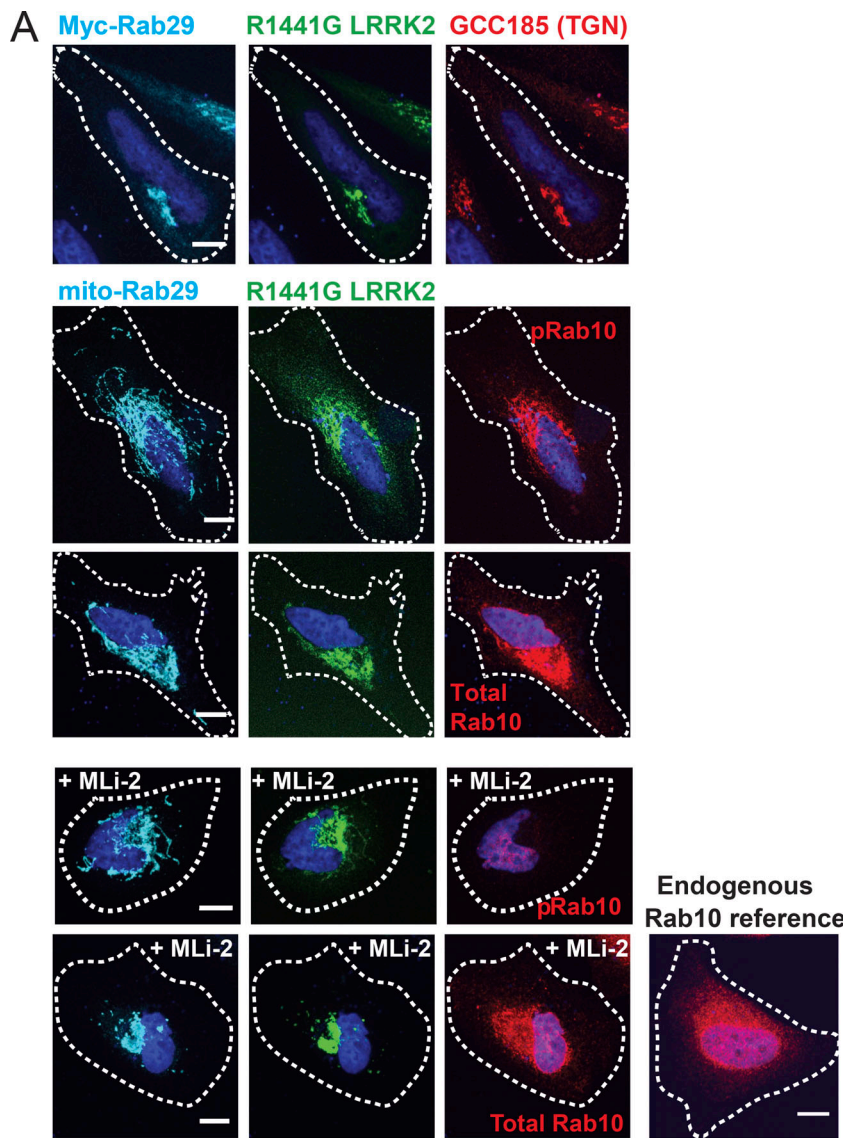 A
Myc-Rab29 R1441G LRRK2 GCC185 (TGN)
mito-Rab29 R1441G LRRK2
pRab10
Total
Rab10
+ MLi-2 + MLi-2 + MLi-2
pRab10
Endogenous
Rab10 reference
+ MLi-2 + MLi-2 + MLi-2
Total Rab10